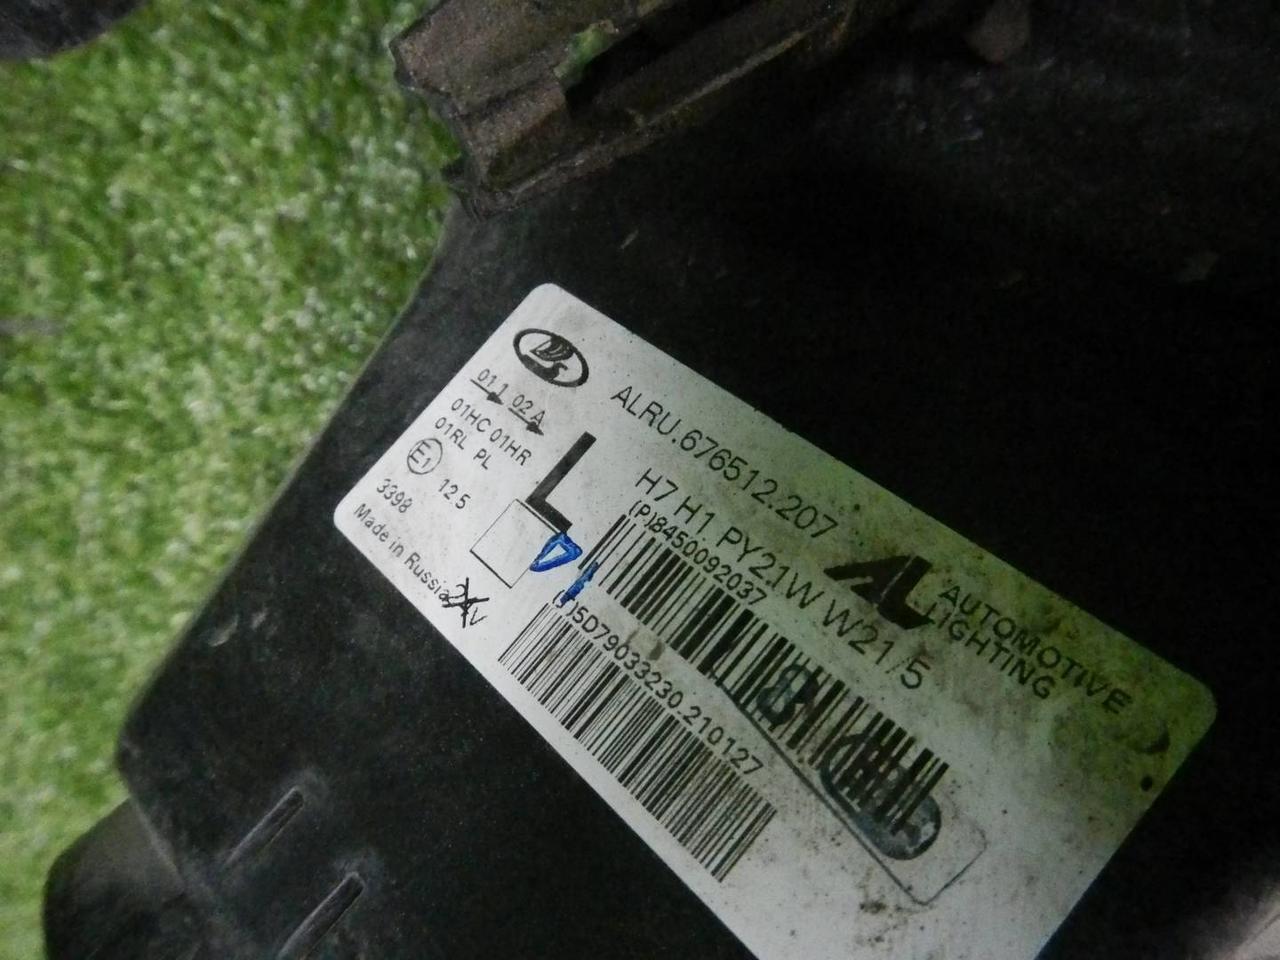 ALRU.676512.207
01 1 02 A
01HC 01HR
01RL PL
E1
12 5
3398
Made in Russia
L
H7 H1 PY21W W21/5
AL AUTOMOTIVE
LIGHTING
(P)8450092037
5D79033230 210127